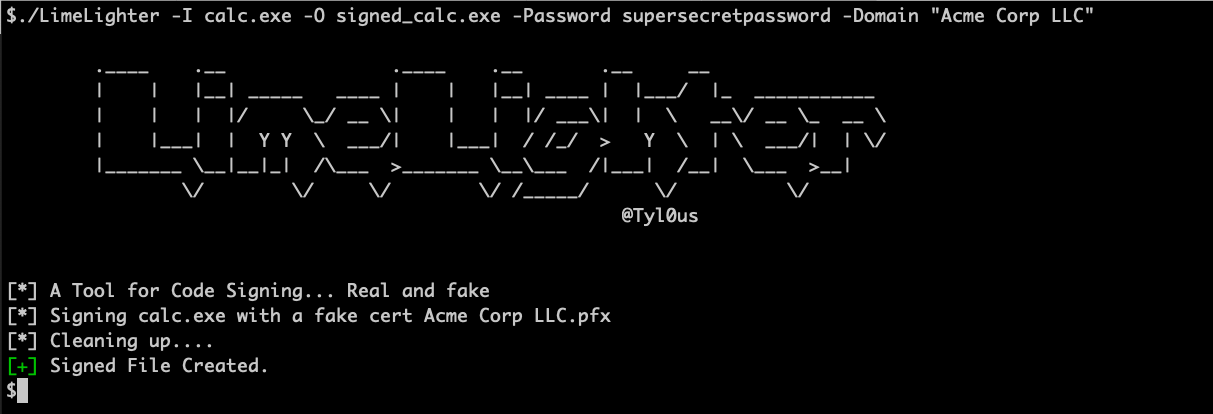 $./LimeLighter -I calc.exe -O signed_calc.exe -Password supersecretpassword -Domain "Acme Corp LLC"
LimeLighter
@Tyl0us
[*] A Tool for Code Signing... Real and fake
[*] Signing calc.exe with a fake cert Acme Corp LLC.pfx
[*] Cleaning up....
[+] Signed File Created.
$